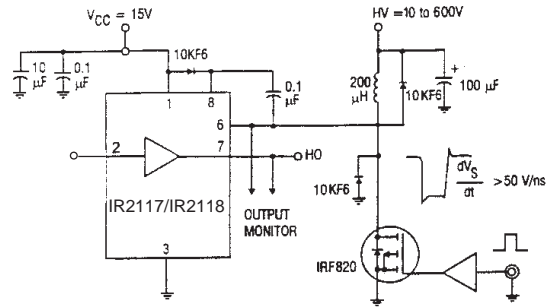 V_CC = 15V
HV = 10 to 600V
10KF6
10 μF
0.1 μF
0.1 μF
200 μH
10KF6
100 μF
+
1
8
6
2
7
HO
IR2117/IR2118
OUTPUT MONITOR
10KF6
dV_S
dt
>50 V/ns
3
IRF820